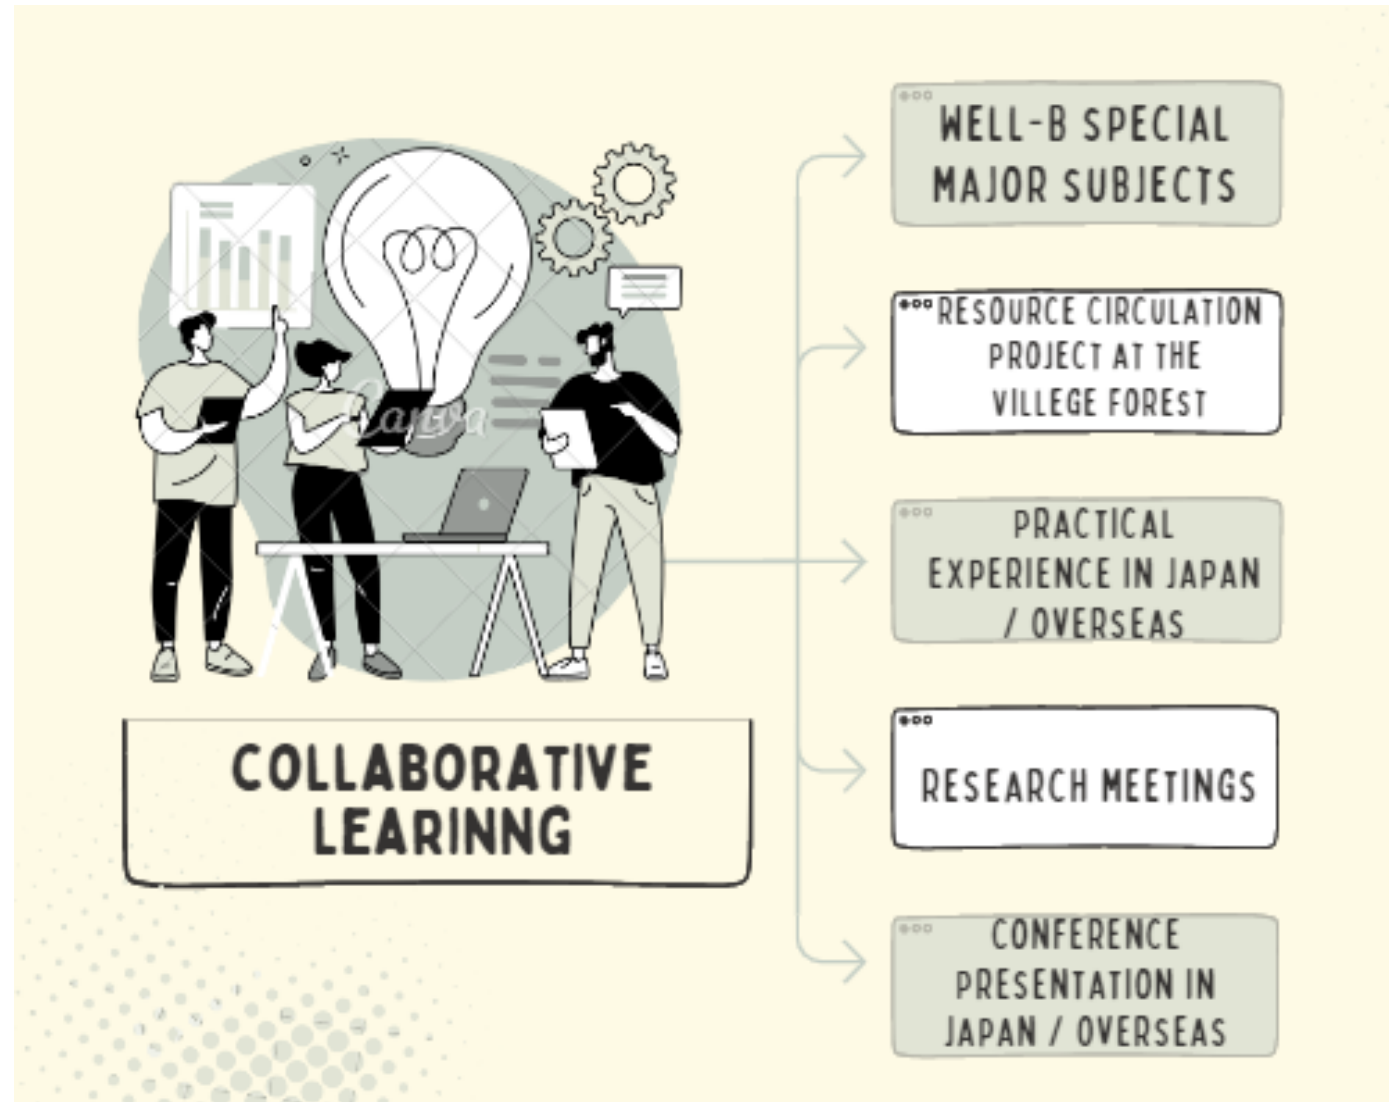 WELL-B SPECIAL
MAJOR SUBJECTS
RESOURCE CIRCULATION
PROJECT AT THE
VILLEGE FOREST
PRACTICAL
EXPERIENCE IN JAPAN
/ OVERSEAS
RESEARCH MEETINGS
CONFERENCE
PRESENTATION IN
JAPAN / OVERSEAS
Canva
COLLABORATIVE
LEARINNG